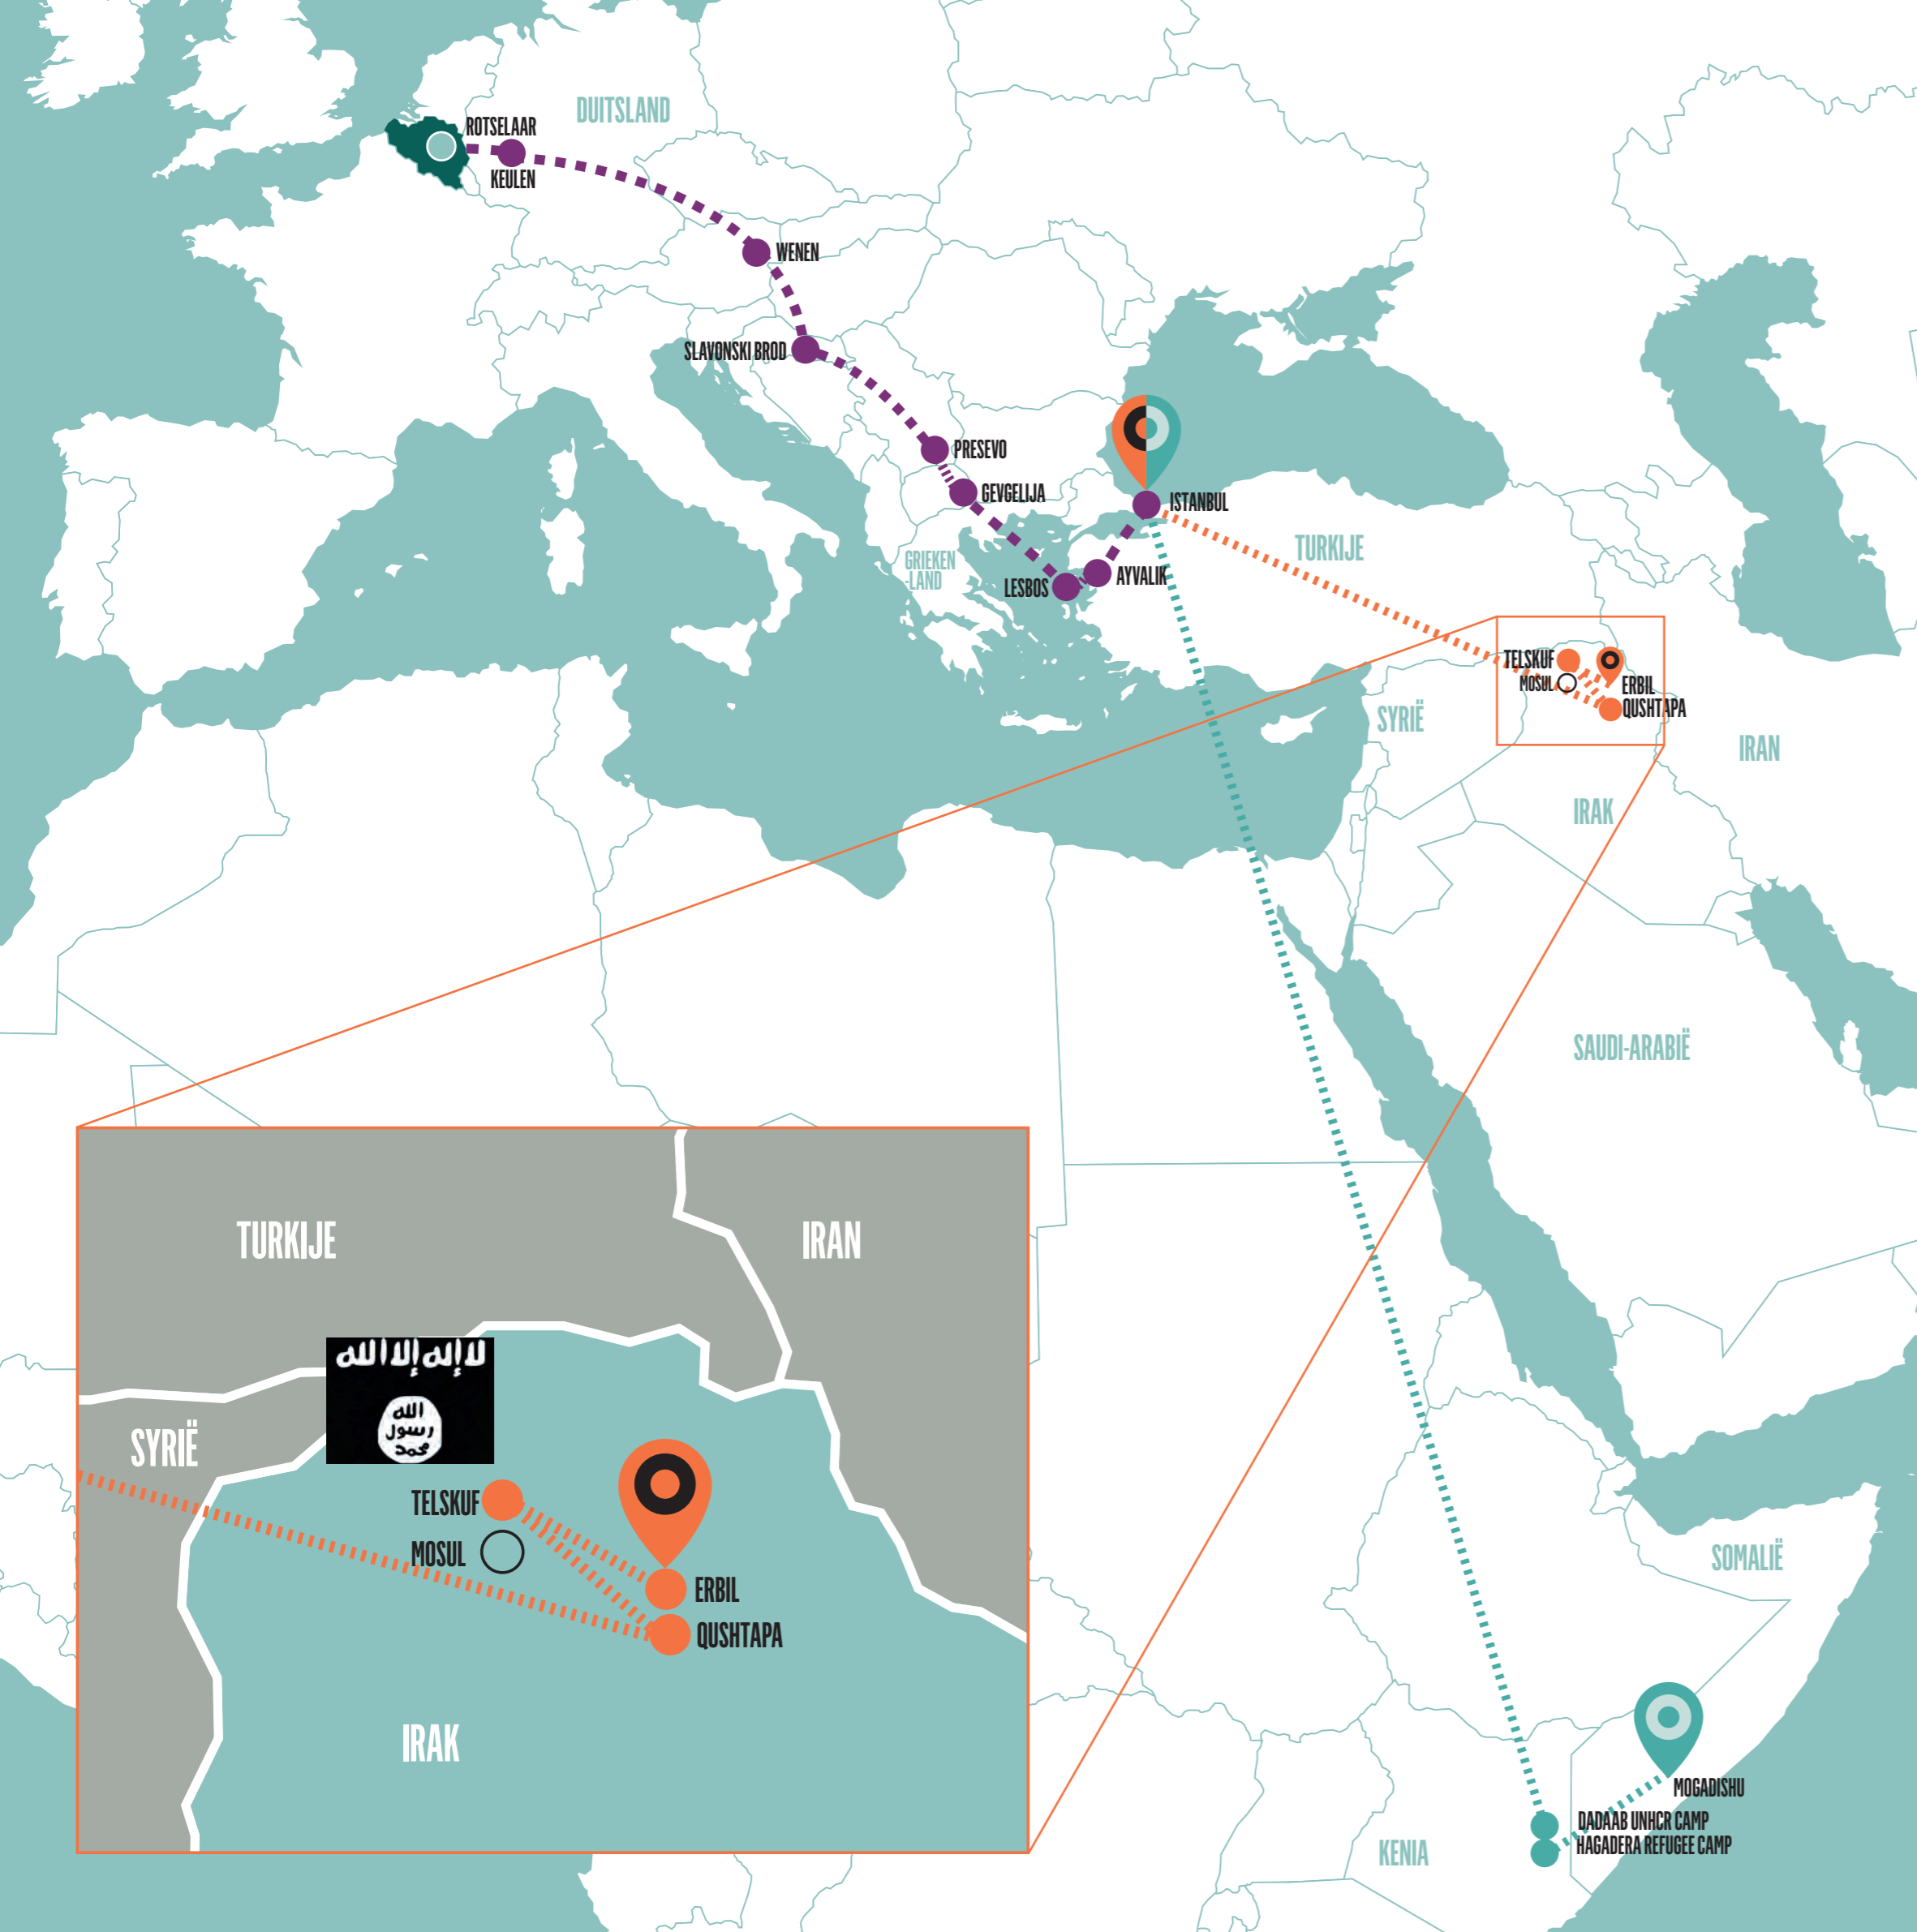 DUITSLAND
ROTSELAAR
KEULEN
WENEN
SLAVONSKI BROD
PRESEVO
GEVGELIJA
ISTANBUL
TURKIJE
GRIEKEN
-LAND
LESBOS
AYVALIK
TELSKUF
MOSUL
ERBIL
QUSHTAPA
SYRIË
IRAN
IRAK
SAUDI-ARABIË
TURKIJE
IRAN
لا إله إلا الله
الله
رسول
محمد
SYRIË
TELSKUF
MOSUL
ERBIL
QUSHTAPA
IRAK
SOMALIË
MOGADISHU
DADAAB UNHCR CAMP
HAGADERA REFUGEE CAMP
KENIA